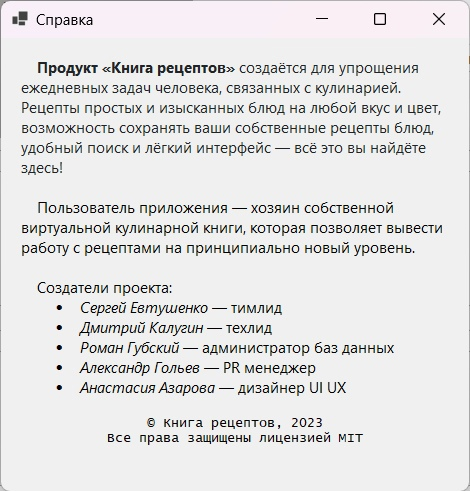 Справка
Продукт «Книга рецептов» создаётся для упрощения
ежедневных задач человека, связанных с кулинарией.
Рецепты простых и изысканных блюд на любой вкус и цвет,
возможность сохранять ваши собственные рецепты блюд,
удобный поиск и лёгкий интерфейс — всё это вы найдёте
здесь!
Пользователь приложения — хозяин собственной
виртуальной кулинарной книги, которая позволяет вывести
работу с рецептами на принципиально новый уровень.
Создатели проекта:
• Сергей Евтушенко — тимлид
• Дмитрий Калугин — техлид
• Роман Губский — администратор баз данных
• Александр Гольев — PR менеджер
• Анастасия Азарова — дизайнер UI UX
© Книга рецептов, 2023
Все права защищены лицензией MIT